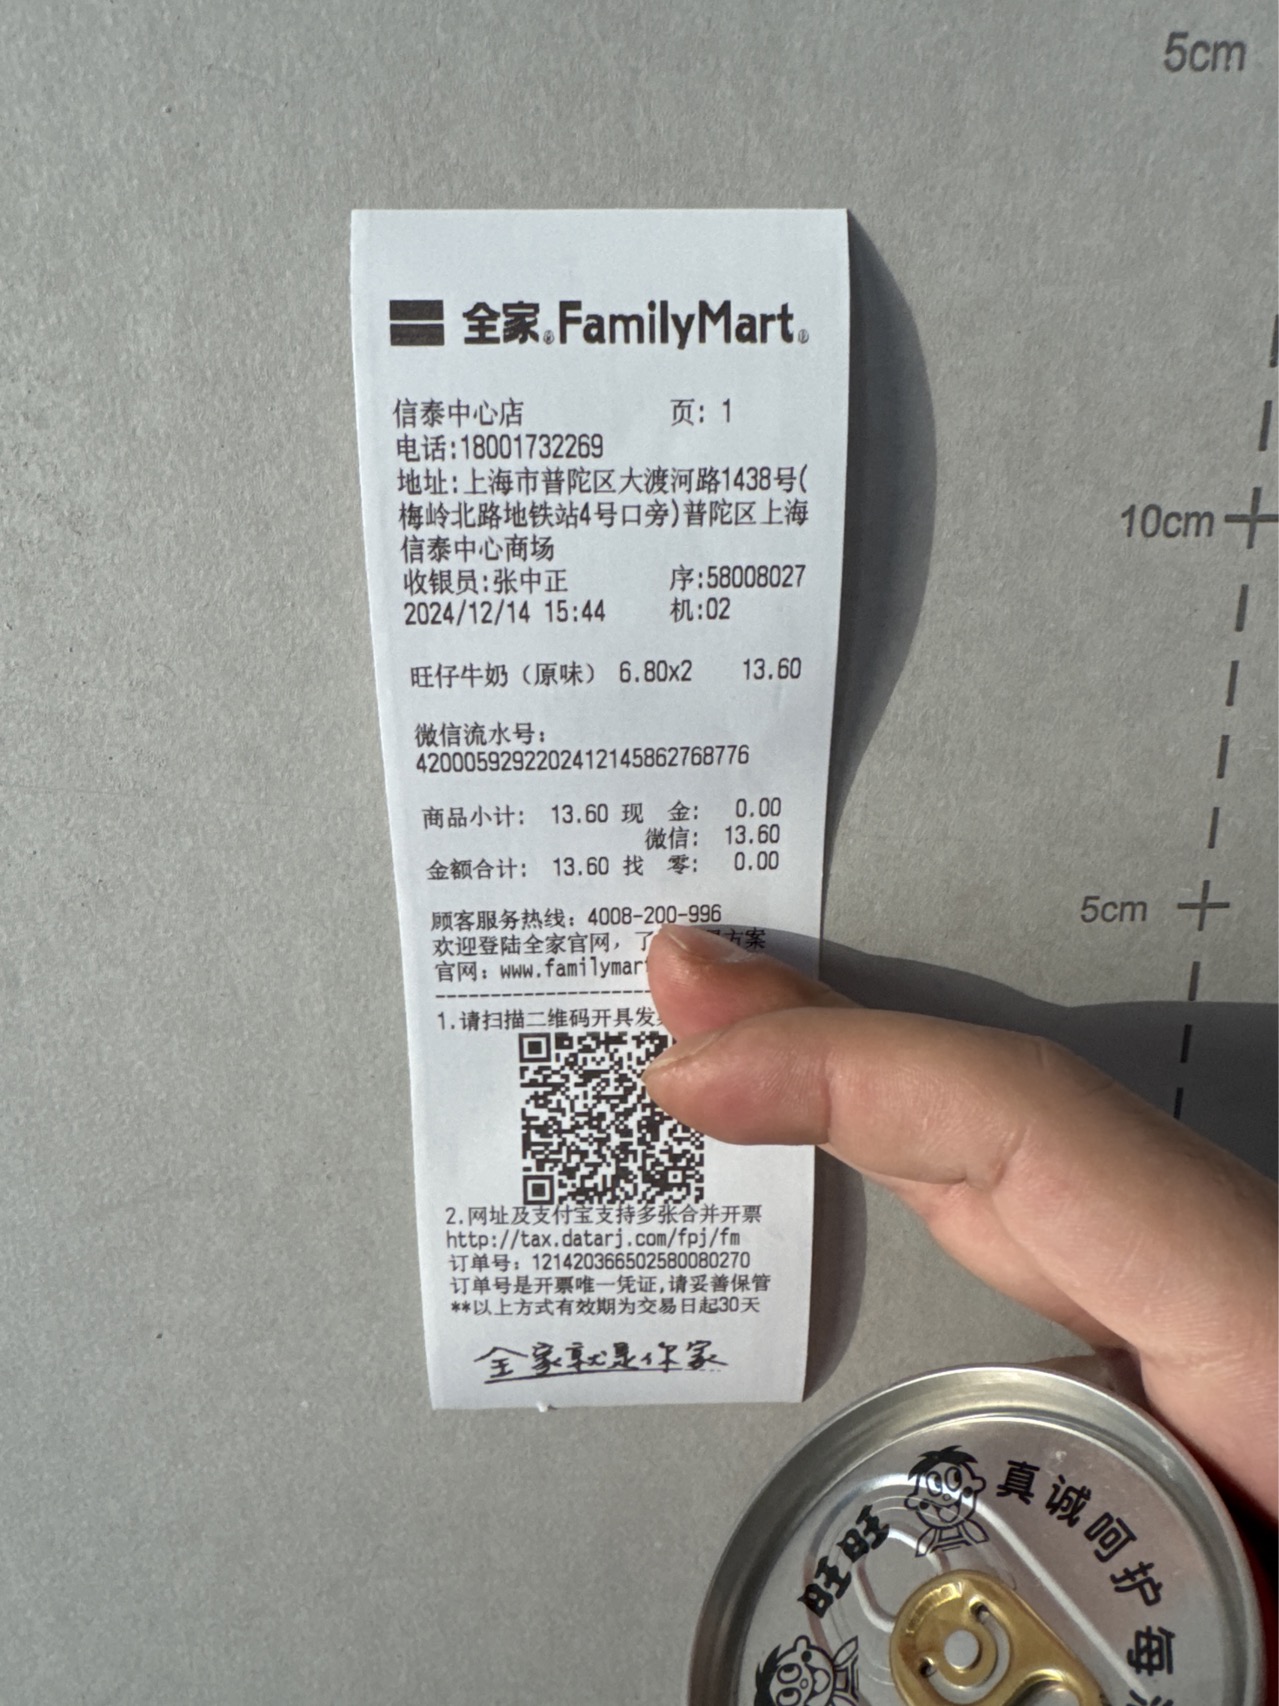 5cm
全家®FamilyMart®
信泰中心店 页: 1
电话:18001732269
地址:上海市普陀区大渡河路1438号(
梅岭北路地铁站4号口旁)普陀区上海
信泰中心商场
收银员:张中正 序:58008027
2024/12/14 15:44 机:02
10cm
旺仔牛奶（原味） 6.80x2 13.60
微信流水号:
4200059292202412145862768776
商品小计: 13.60 现 金: 0.00
微信: 13.60
金额合计: 13.60 找 零: 0.00
5cm
顾客服务热线: 4008-200-996
欢迎登陆全家官网, 方案
官网: www.familymar
1.请扫描二维码开具发
2.网址及支付宝支持多张合并开票
http://tax.datarj.com/fpj/fm
订单号: 121420366502580080270
订单号是开票唯一凭证,请妥善保管
**以上方式有效期为交易日起30天
全家就是你家
旺旺 真诚呵护 每